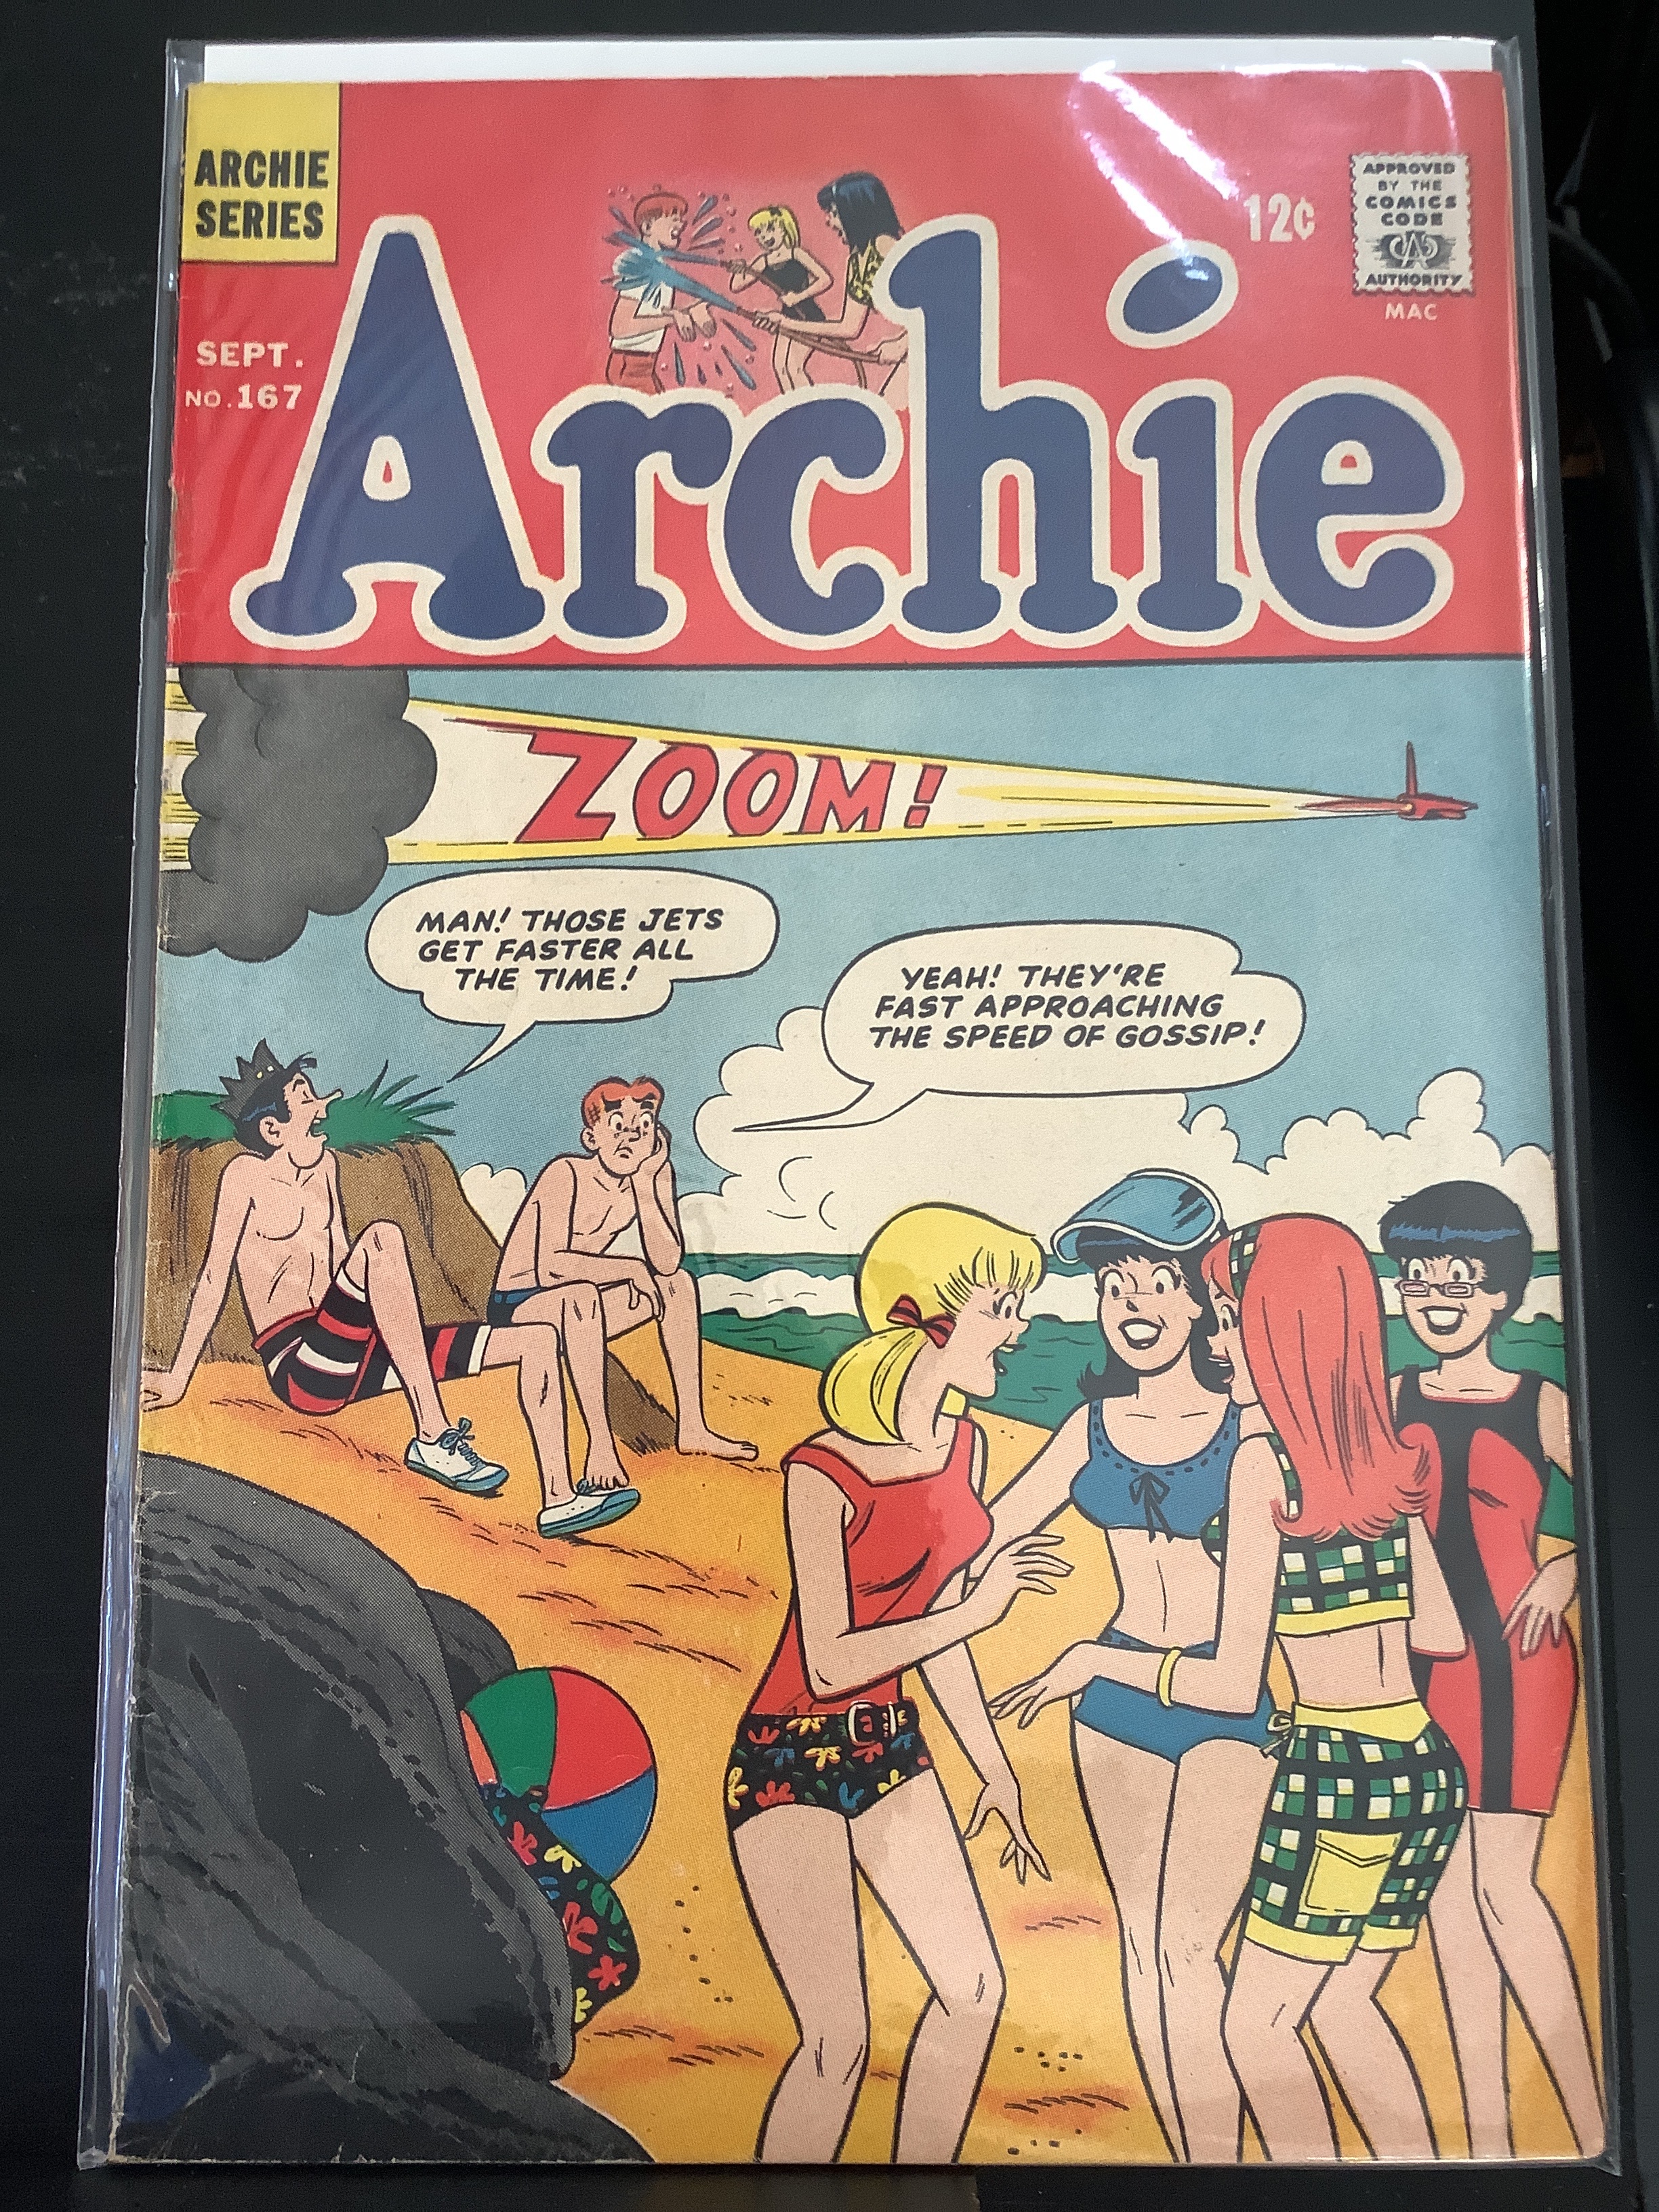 ARCHIE
SERIES
12¢
APPROVED
BY THE
COMICS
CODE
CA
AUTHORITY
MAC
SEPT.
NO.167
Archie
ZOOM!
MAN! THOSE JETS
GET FASTER ALL
THE TIME!
YEAH! THEY'RE
FAST APPROACHING
THE SPEED OF GOSSIP!